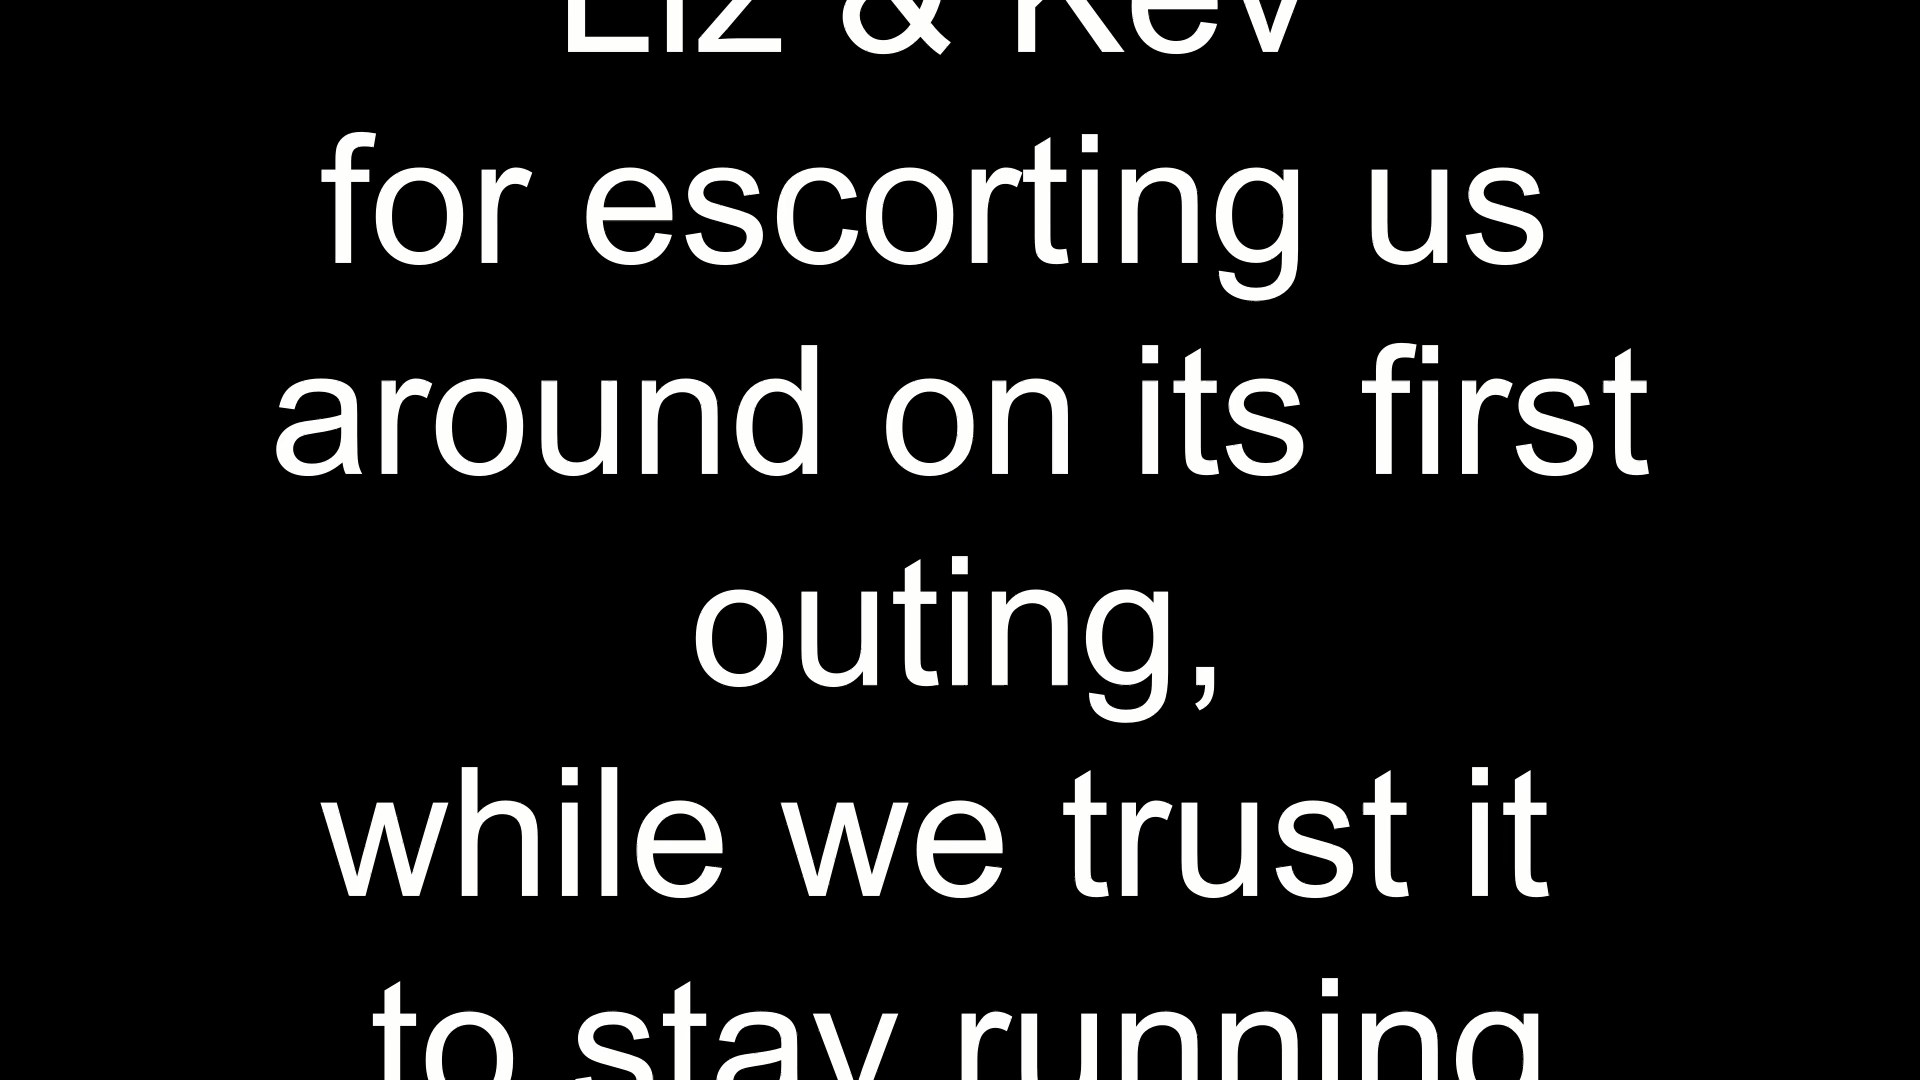 Liz & Kev
for escorting us
around on its first
outing,
while we trust it
to stay running